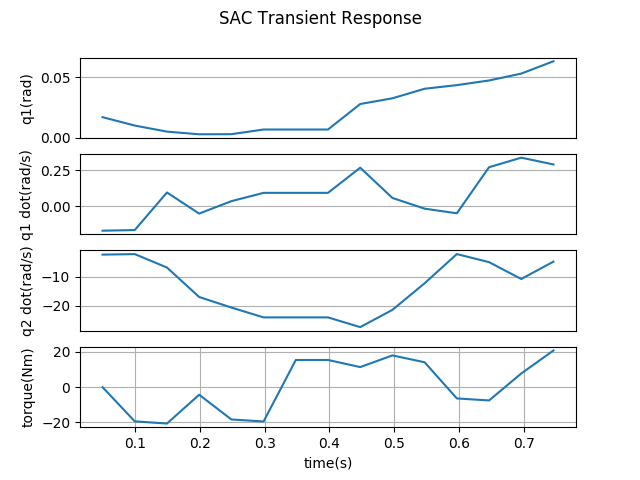 SAC Transient Response
q1(rad)
0.05
0.00
q1 dot(rad/s)
0.25
0.00
q2 dot(rad/s)
−10
−20
torque(Nm)
20
0
−20
0.1 0.2 0.3 0.4 0.5 0.6 0.7
time(s)